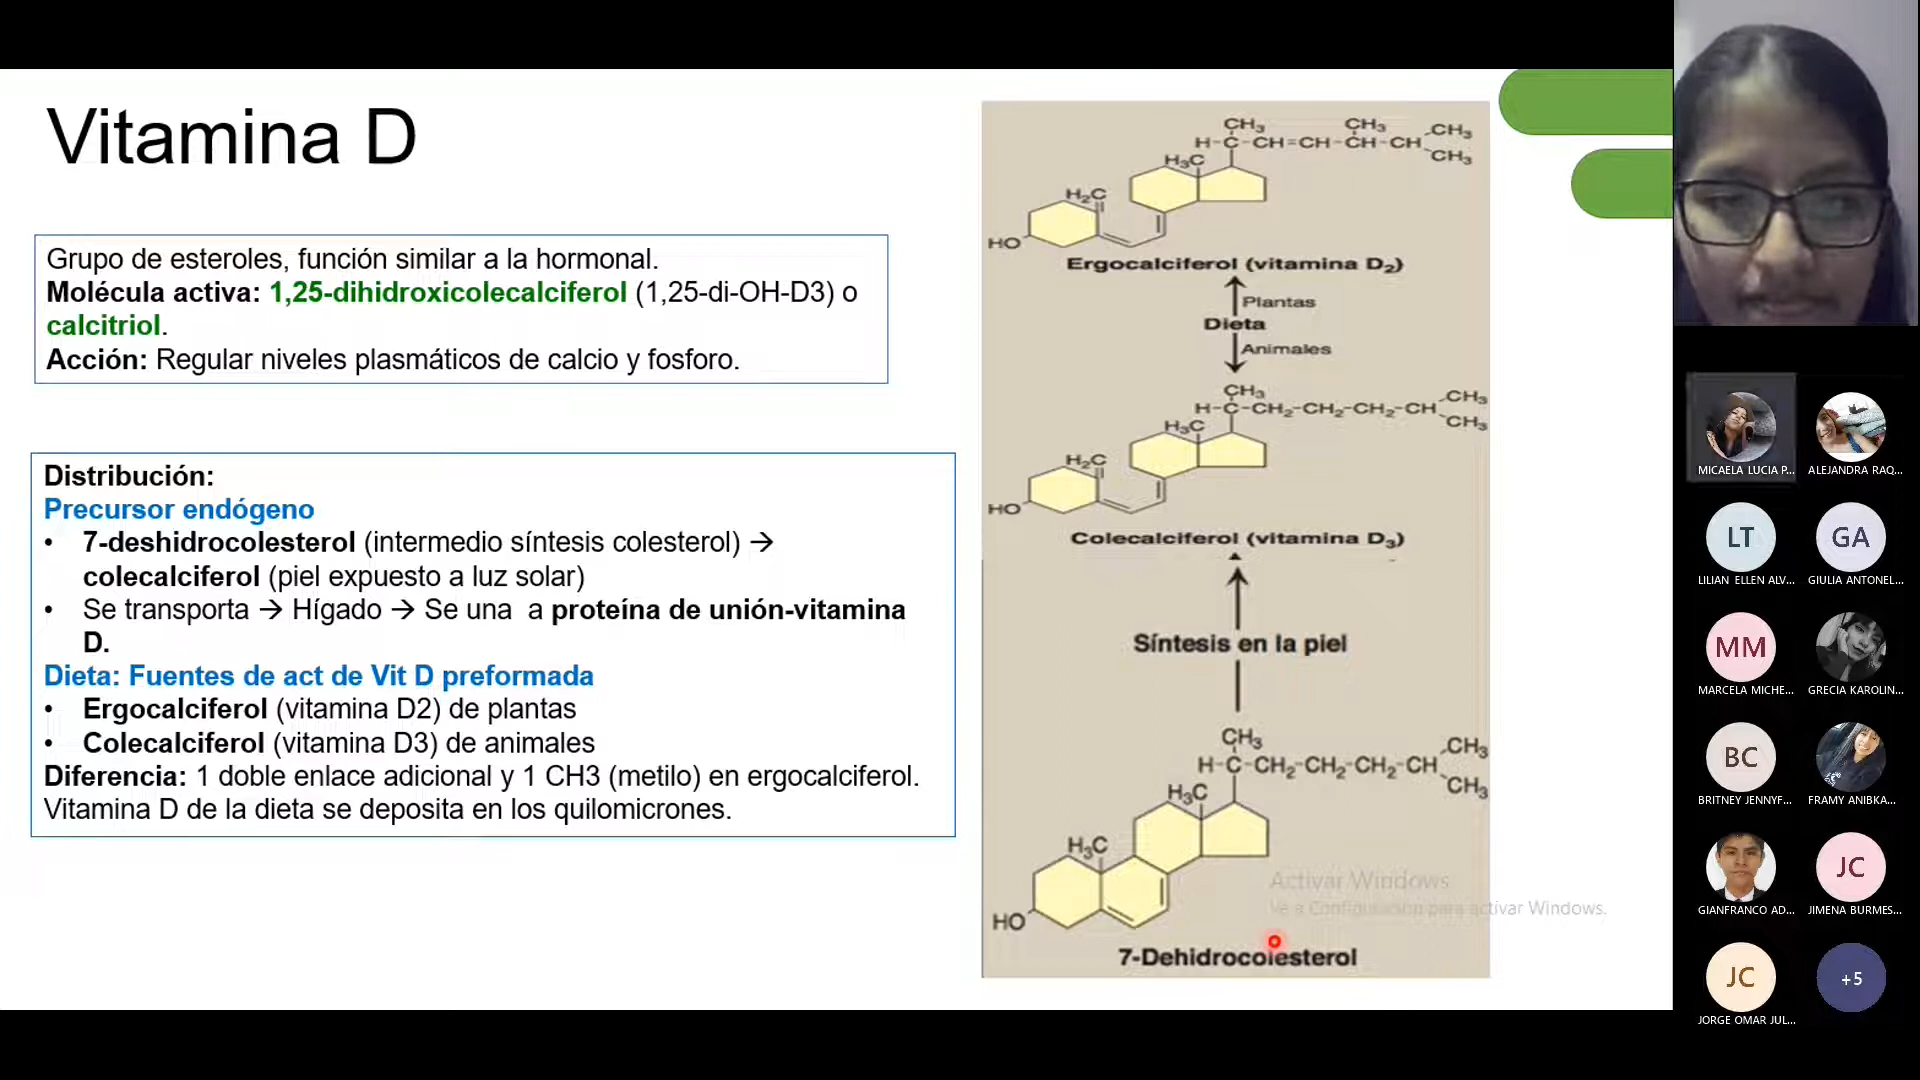 Vitamina D
Grupo de esteroles, función similar a la hormonal.
Molécula activa: 1,25-dihidroxicolecalciferol (1,25-di-OH-D3) o
calcitriol.
Acción: Regular niveles plasmáticos de calcio y fosforo.
Distribución:
Precursor endógeno
• 7-deshidrocolesterol (intermedio síntesis colesterol) →
colecalciferol (piel expuesto a luz solar)
• Se transporta → Hígado → Se una a proteína de unión-vitamina
D.
Dieta: Fuentes de act de Vit D preformada
• Ergocalciferol (vitamina D2) de plantas
• Colecalciferol (vitamina D3) de animales
Diferencia: 1 doble enlace adicional y 1 CH3 (metilo) en ergocalciferol.
Vitamina D de la dieta se deposita en los quilomicrones.
CH₃ CH₃ CH₃
H-C-CH=CH-CH-CH
CH₃
H₃C
H₂C
HO
Ergocalciferol (vitamina D₂)
Plantas
Dieta
Animales
CH₃ CH₃
H-C-CH₂-CH₂-CH₂-CH
CH₃
H₃C
H₂C
HO
Colecalciferol (vitamina D₃)
Síntesis en la piel
CH₃ CH₃
H-C-CH₂-CH₂-CH₂-CH
CH₃
H₃C
H₃C
HO
7-Dehidrocolesterol
Activar Windows
Ve a Configuración para activar Windows.
MICAELA LUCIA P...
ALEJANDRA RAQ...
LT
GA
LILIAN ELLEN ALV...
GIULIA ANTONEL...
MM
MARCELA MICHE...
GRECIA KAROLIN...
BC
BRITNEY JENNYF...
FRAMY ANIBKA...
JC
GIANFRANCO AD...
JIMENA BURMES...
JC
+5
JORGE OMAR JUL...